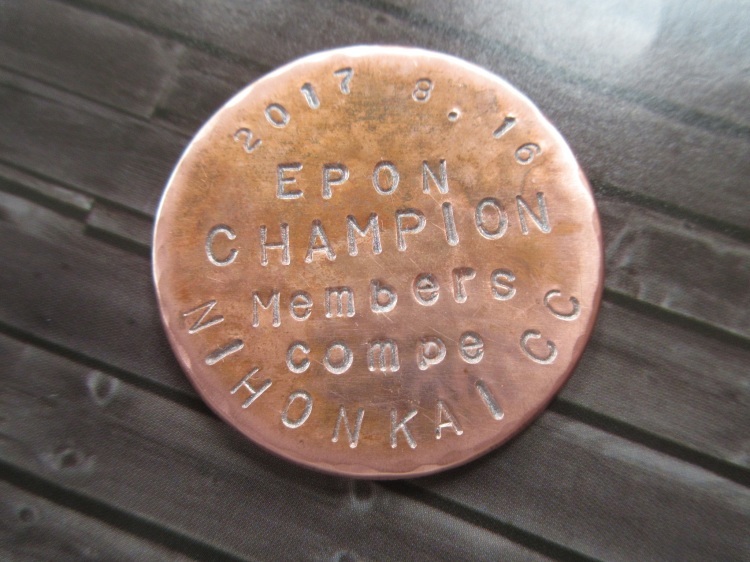 2017 8.16
EPON
CHAMPION
Members
compe
NIHONKAI CC